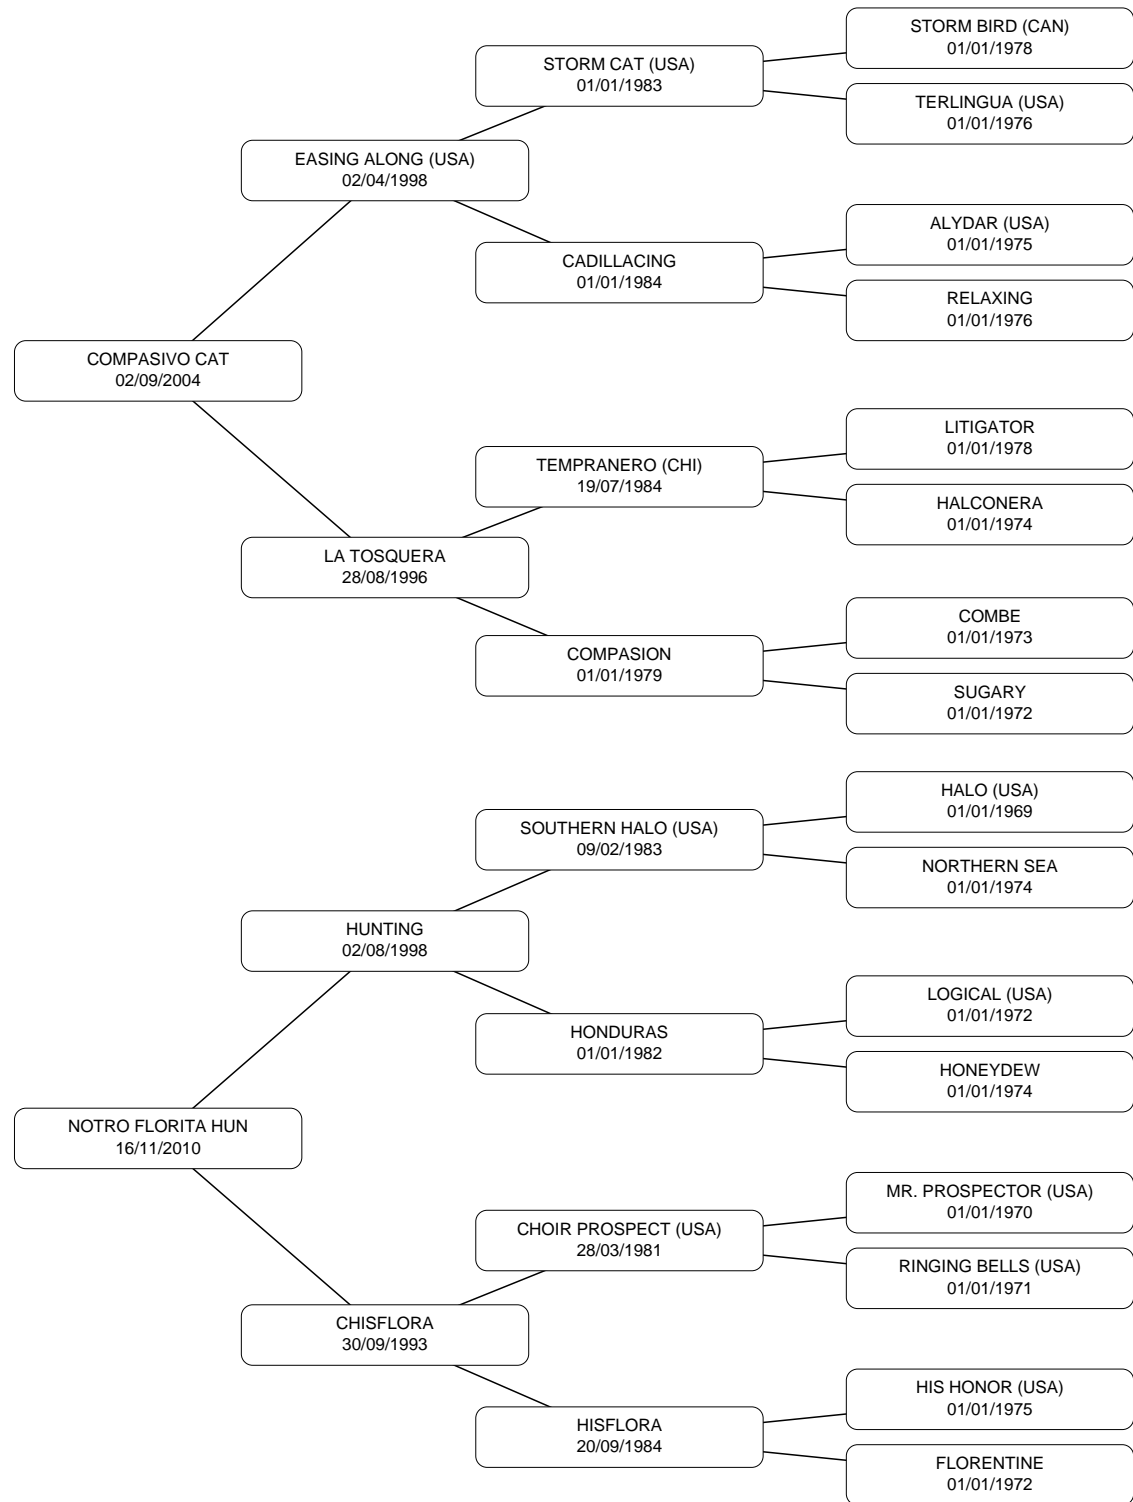 STORM BIRD (CAN)
01/01/1978
STORM CAT (USA)
01/01/1983
TERLINGUA (USA)
01/01/1976
EASING ALONG (USA)
02/04/1998
ALYDAR (USA)
01/01/1975
CADILLACING
01/01/1984
RELAXING
01/01/1976
COMPASIVO CAT
02/09/2004
LITIGATOR
01/01/1978
TEMPRANERO (CHI)
19/07/1984
HALCONERA
01/01/1974
LA TOSQUERA
28/08/1996
COMBE
01/01/1973
COMPASION
01/01/1979
SUGARY
01/01/1972
HALO (USA)
01/01/1969
SOUTHERN HALO (USA)
09/02/1983
NORTHERN SEA
01/01/1974
HUNTING
02/08/1998
LOGICAL (USA)
01/01/1972
HONDURAS
01/01/1982
HONEYDEW
01/01/1974
NOTRO FLORITA HUN
16/11/2010
MR. PROSPECTOR (USA)
01/01/1970
CHOIR PROSPECT (USA)
28/03/1981
RINGING BELLS (USA)
01/01/1971
CHISFLORA
30/09/1993
HIS HONOR (USA)
01/01/1975
HISFLORA
20/09/1984
FLORENTINE
01/01/1972